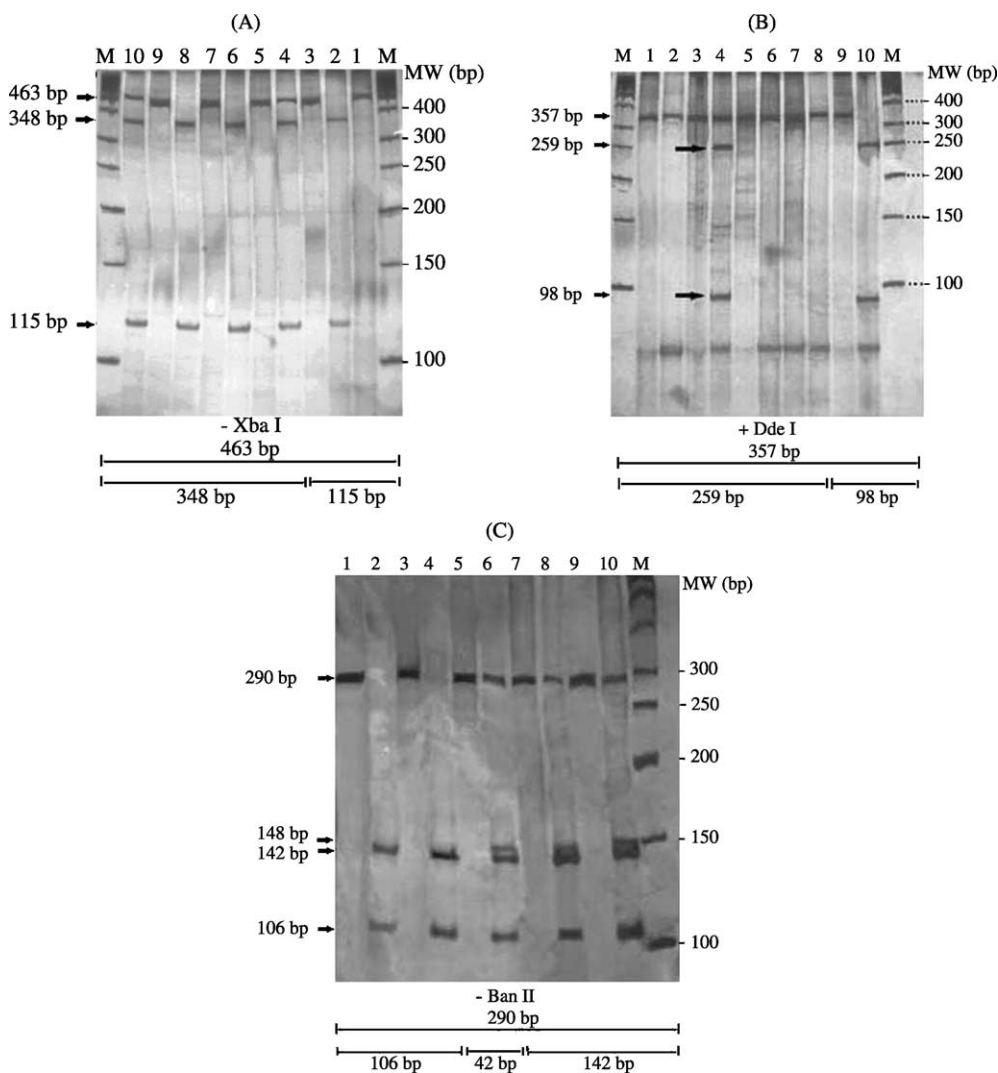 (A)
M 10 9 8 7 6 5 4 3 2 1 M
MW (bp)
463 bp
348 bp
115 bp
400
300
250
200
150
100
- Xba I
463 bp
348 bp 115 bp
(B)
M 1 2 3 4 5 6 7 8 9 10 M
MW (bp)
357 bp
259 bp
98 bp
400
300
250
200
150
100
+ Dde I
357 bp
259 bp 98 bp
(C)
1 2 3 4 5 6 7 8 9 10 M
MW (bp)
290 bp
148 bp
142 bp
106 bp
300
250
200
150
100
- Ban II
290 bp
106 bp 42 bp 142 bp